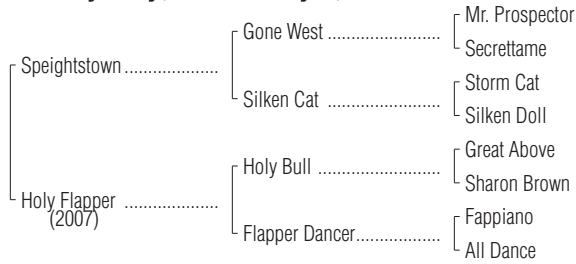 Mr. Prospector
Gone West
Secrettame
Speightstown
Storm Cat
Silken Cat
Silken Doll
Great Above
Holy Bull
Sharon Brown
Holy Flapper
(2007)
Fappiano
Flapper Dancer
All Dance